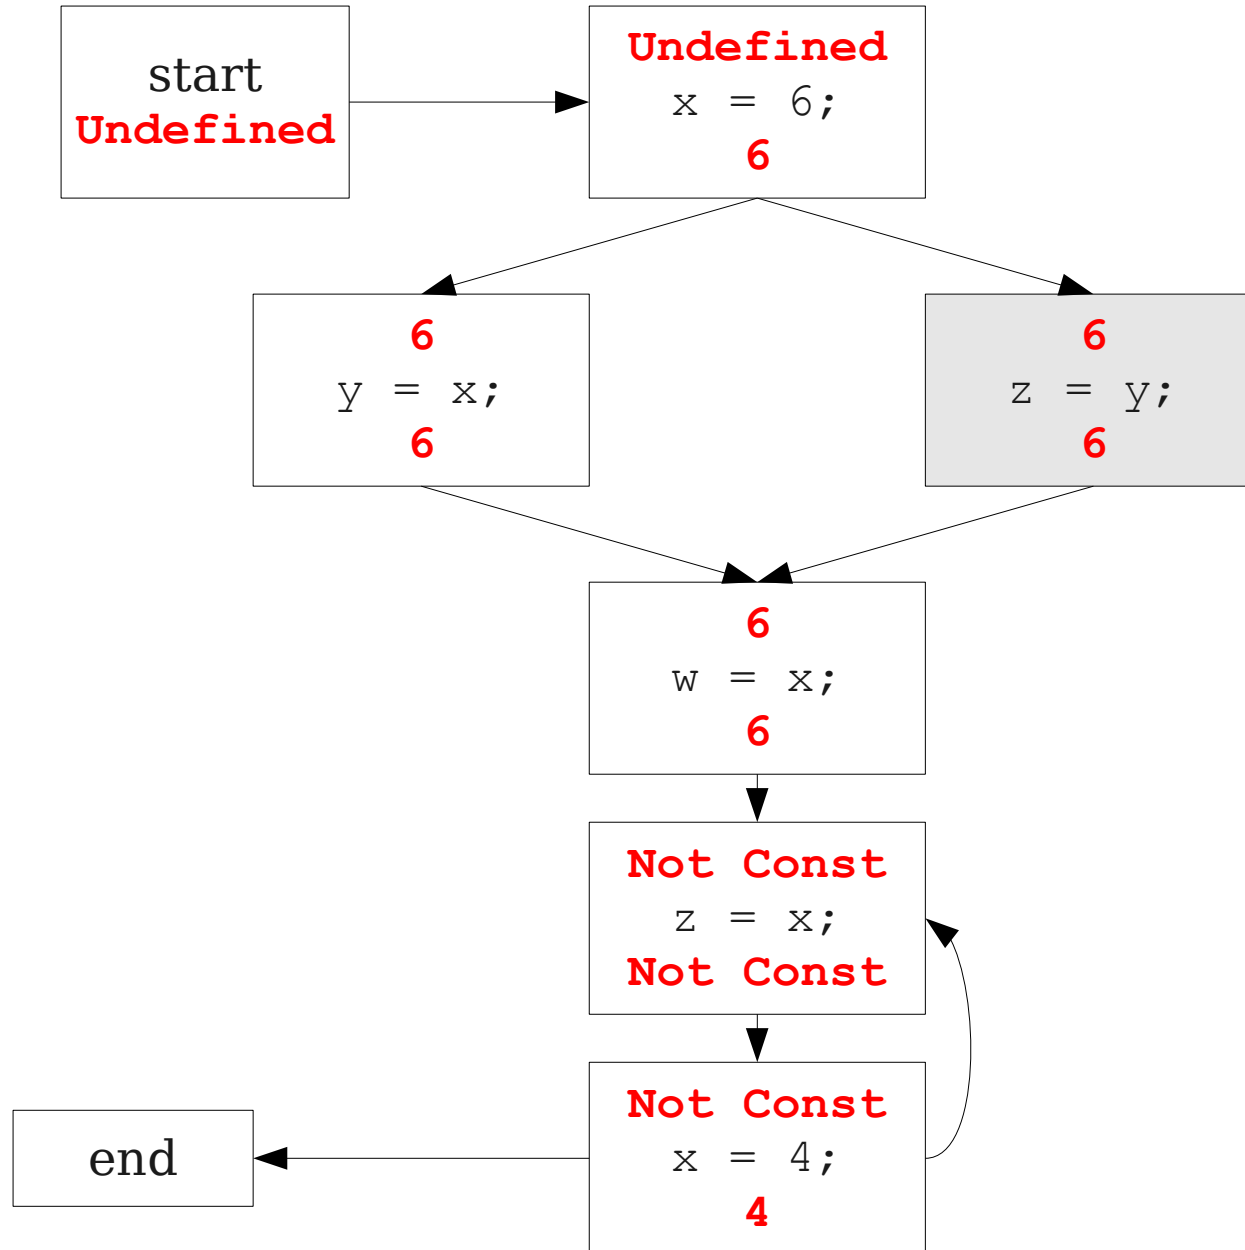 start
Undefined
Undefined
x = 6;
6
6
y = x;
6
6
z = y;
6
6
w = x;
6
Not Const
z = x;
Not Const
Not Const
x = 4;
4
end